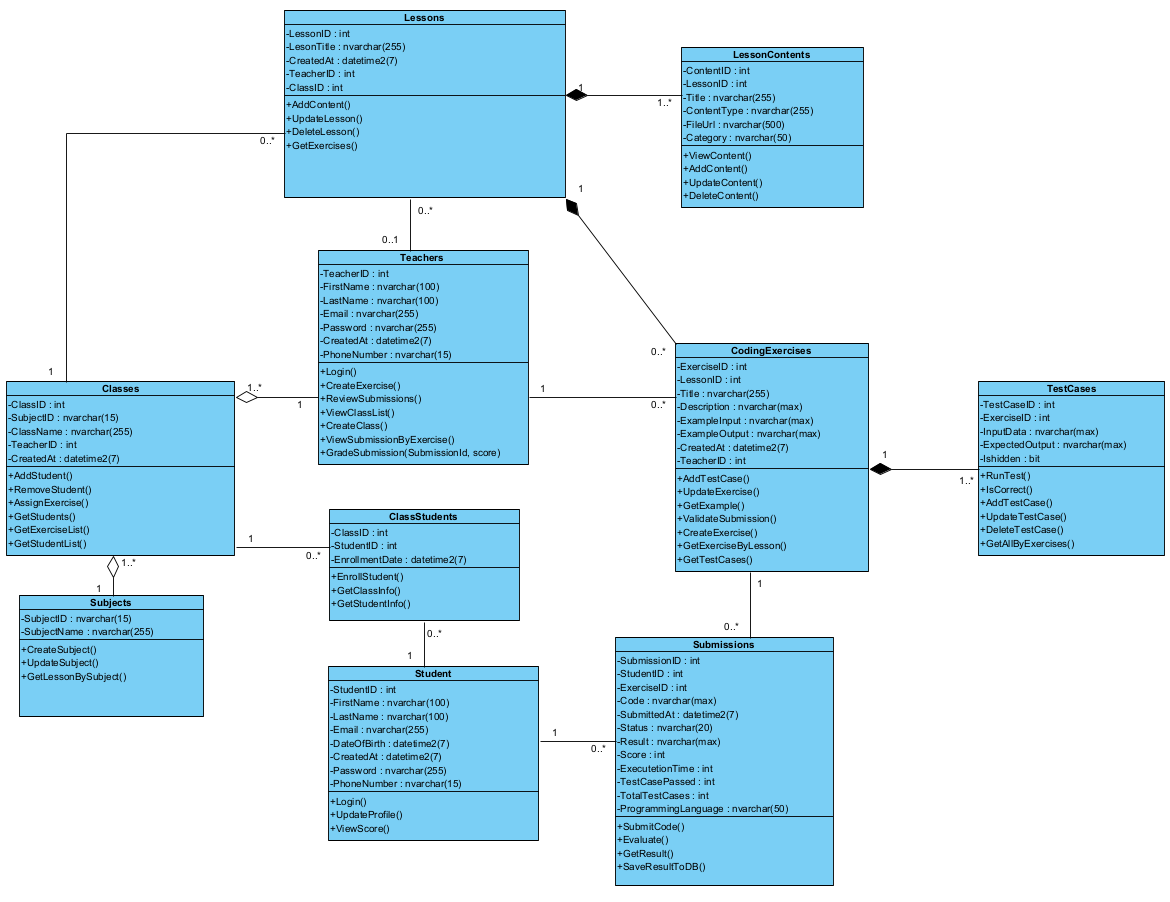 Lessons
-LessonID : int
-LesonTitle : nvarchar(255)
-CreatedAt : datetime2(7)
-TeacherID : int
-ClassID : int
+AddContent()
+UpdateLesson()
+DeleteLesson()
+GetExercises()
LessonContents
-ContentID : int
-LessonID : int
-Title : nvarchar(255)
-ContentType : nvarchar(255)
-FileUrl : nvarchar(500)
-Category : nvarchar(50)
+ViewContent()
+AddContent()
+UpdateContent()
+DeleteContent()
1
1..*
0..*
1
0..*
0..1
1
0..*
Teachers
-TeacherID : int
-FirstName : nvarchar(100)
-LastName : nvarchar(100)
-Email : nvarchar(255)
-Password : nvarchar(255)
-CreatedAt : datetime2(7)
-PhoneNumber : nvarchar(15)
+Login()
+CreateExercise()
+ReviewSubmissions()
+ViewClassList()
+CreateClass()
+ViewSubmissionByExercise()
+GradeSubmission(SubmissionId, score)
1..*
1
1
0..*
Classes
-ClassID : int
-SubjectID : nvarchar(15)
-ClassName : nvarchar(255)
-TeacherID : int
-CreatedAt : datetime2(7)
+AddStudent()
+RemoveStudent()
+AssignExercise()
+GetStudents()
+GetExerciseList()
+GetStudentList()
CodingExercises
-ExerciseID : int
-LessonID : int
-Title : nvarchar(255)
-Description : nvarchar(max)
-ExampleInput : nvarchar(max)
-ExampleOutput : nvarchar(max)
-CreatedAt : datetime2(7)
-TeacherID : int
+AddTestCase()
+UpdateExercise()
+GetExample()
+ValidateSubmission()
+CreateExercise()
+GetExerciseByLesson()
+GetTestCases()
1
1..*
TestCases
-TestCaseID : int
-ExerciseID : int
-InputData : nvarchar(max)
-ExpectedOutput : nvarchar(max)
-Ishidden : bit
+RunTest()
+IsCorrect()
+AddTestCase()
+UpdateTestCase()
+DeleteTestCase()
+GetAllByExercises()
1
0..*
ClassStudents
-ClassID : int
-StudentID : int
-EnrollmentDate : datetime2(7)
+EnrollStudent()
+GetClassInfo()
+GetStudentInfo()
1..*
1
Subjects
-SubjectID : nvarchar(15)
-SubjectName : nvarchar(255)
+CreateSubject()
+UpdateSubject()
+GetLessonBySubject()
0..*
1
1
0..*
Student
-StudentID : int
-FirstName : nvarchar(100)
-LastName : nvarchar(100)
-Email : nvarchar(255)
-DateOfBirth : datetime2(7)
-CreatedAt : datetime2(7)
-Password : nvarchar(255)
-PhoneNumber : nvarchar(15)
+Login()
+UpdateProfile()
+ViewScore()
1
0..*
Submissions
-SubmissionID : int
-StudentID : int
-ExerciseID : int
-Code : nvarchar(max)
-SubmittedAt : datetime2(7)
-Status : nvarchar(20)
-Result : nvarchar(max)
-Score : int
-ExecutetionTime : int
-TestCasePassed : int
-TotalTestCases : int
-ProgrammingLanguage : nvarchar(50)
+SubmitCode()
+Evaluate()
+GetResult()
+SaveResultToDB()